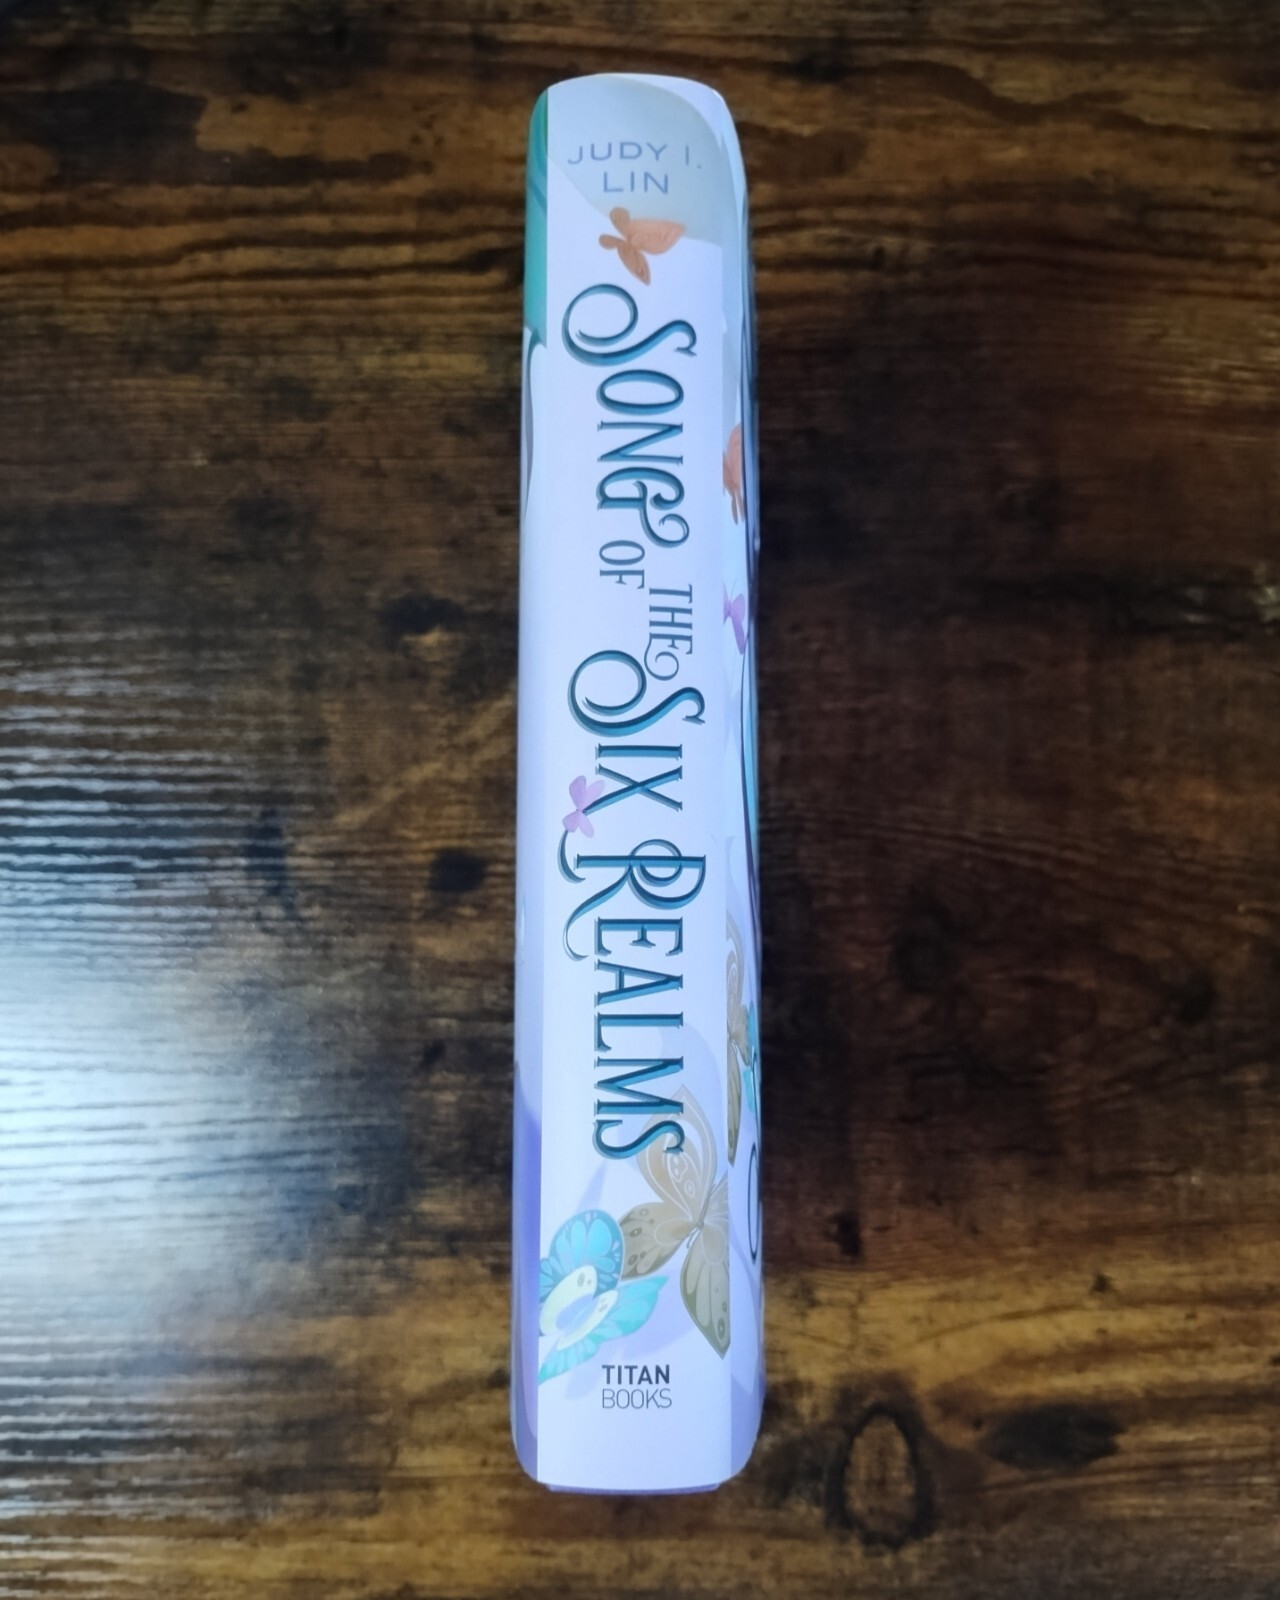 JUDY I.
LIN
SONG OF THE SIX REALMS
TITAN
BOOKS